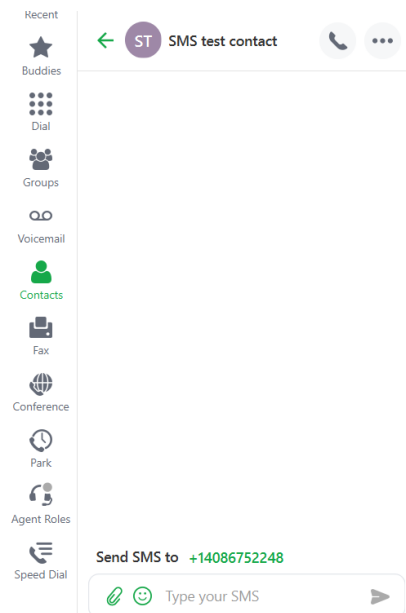 Recent
Buddies
Dial
Groups
Voicemail
Contacts
Fax
Conference
Park
Agent Roles
Speed Dial
ST SMS test contact
Send SMS to +14086752248
Type your SMS